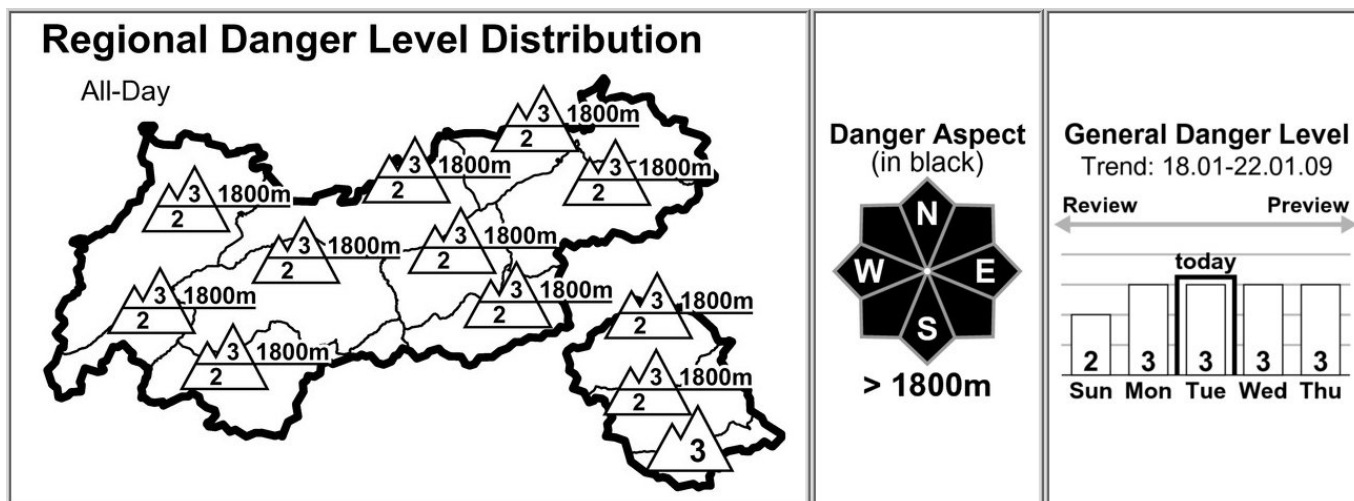 Regional Danger Level Distribution
All-Day
3 1800m
2
3 1800m
2
3 1800m
2
3 1800m
2
3 1800m
2
3 1800m
2
3 1800m
2
3 1800m
2
3 1800m
2
3 1800m
2
3 1800m
2
3 1800m
2
3
Danger Aspect
(in black)
N
W E
S
> 1800m
General Danger Level
Trend: 18.01-22.01.09
Review Preview
today
2 3 3 3 3
Sun Mon Tue Wed Thu